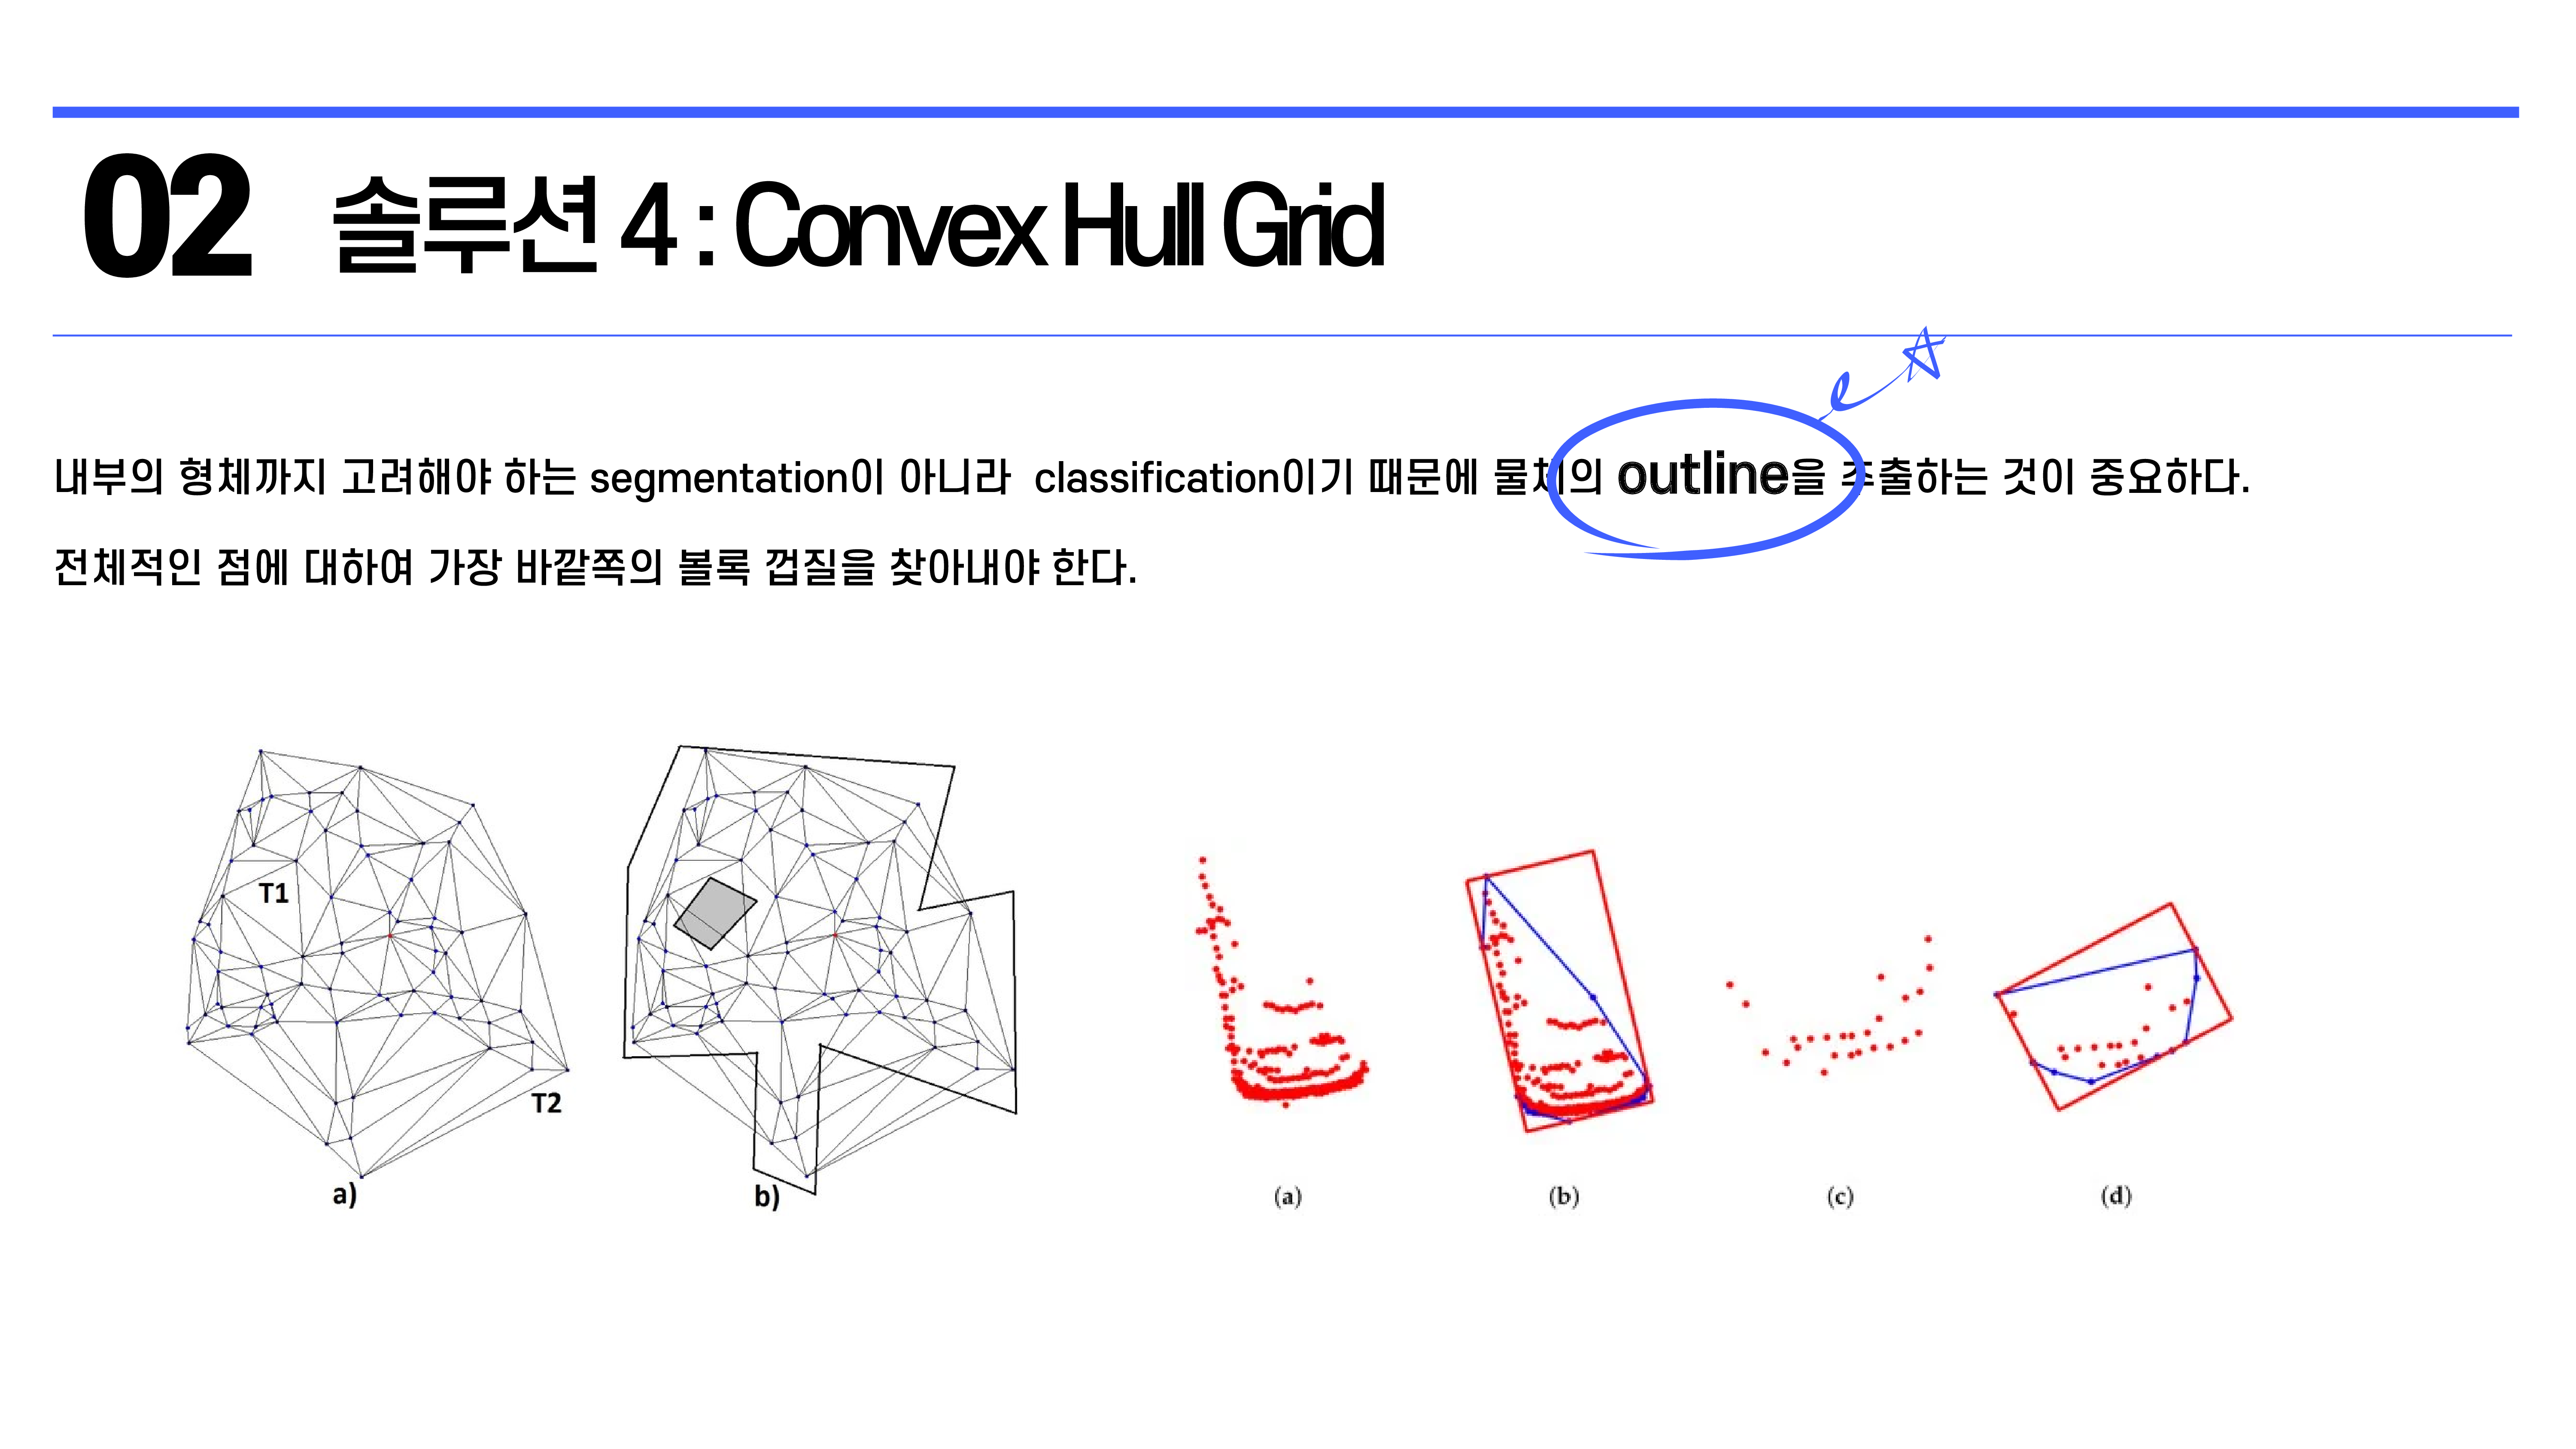 02 솔루션 4 : Convex Hull Grid
내부의 형체까지 고려해야 하는 segmentation이 아니라 classification이기 때문에 물체의 outline을 추출하는 것이 중요하다.
전체적인 점에 대하여 가장 바깥쪽의 볼록 껍질을 찾아내야 한다.
T1
T2
a)
b)
(a)
(b)
(c)
(d)